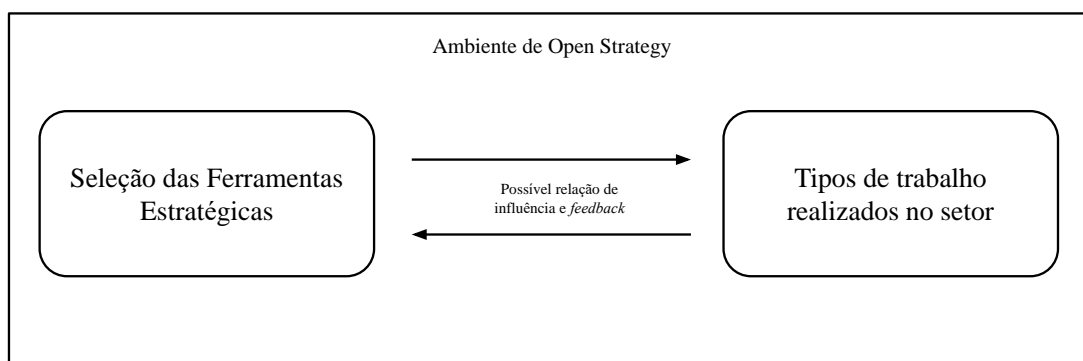 Ambiente de Open Strategy
Seleção das Ferramentas
Estratégicas
Possível relação de
influência e feedback
Tipos de trabalho
realizados no setor